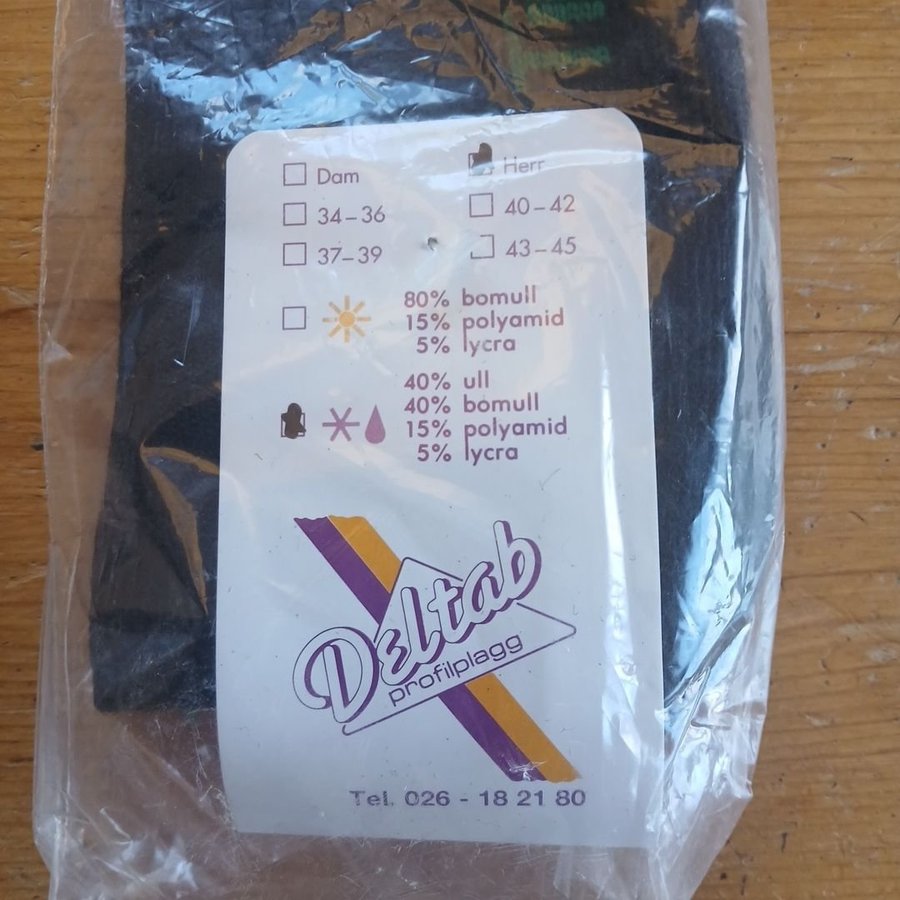 Dam
Herr
34-36
40-42
37-39
43-45
80% bomull
15% polyamid
5% lycra
40% ull
40% bomull
15% polyamid
5% lycra
Deltab
profilplagg
Tel. 026 - 18 21 80